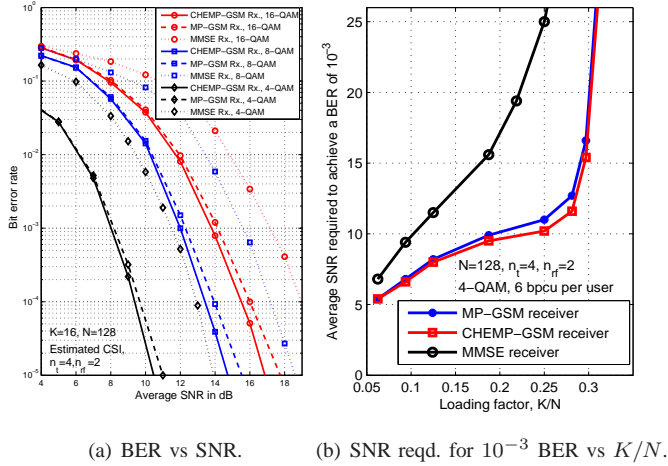 CHEMP−GSM Rx., 16−QAM
MP−GSM Rx., 16−QAM
MMSE Rx., 16−QAM
CHEMP−GSM Rx., 8−QAM
MP−GSM Rx., 8−QAM
MMSE Rx., 8−QAM
CHEMP−GSM Rx., 4−QAM
MP−GSM Rx., 4−QAM
MMSE Rx., 4−QAM
10^0
10^-1
10^-2
10^-3
10^-4
10^-5
Bit error rate
K=16, N=128
Estimated CSI,
n_t=4,n_rf=2
4 6 8 10 12 14 16 18
Average SNR in dB
(a) BER vs SNR.
Average SNR required to achieve a BER of 10^-3
25
20
15
10
5
0
N=128, n_t=4, n_rf=2
4−QAM, 6 bpcu per user
MP−GSM receiver
CHEMP−GSM receiver
MMSE receiver
0.05 0.1 0.15 0.2 0.25 0.3
Loading factor, K/N
(b) SNR reqd. for 10^-3 BER vs K/N.